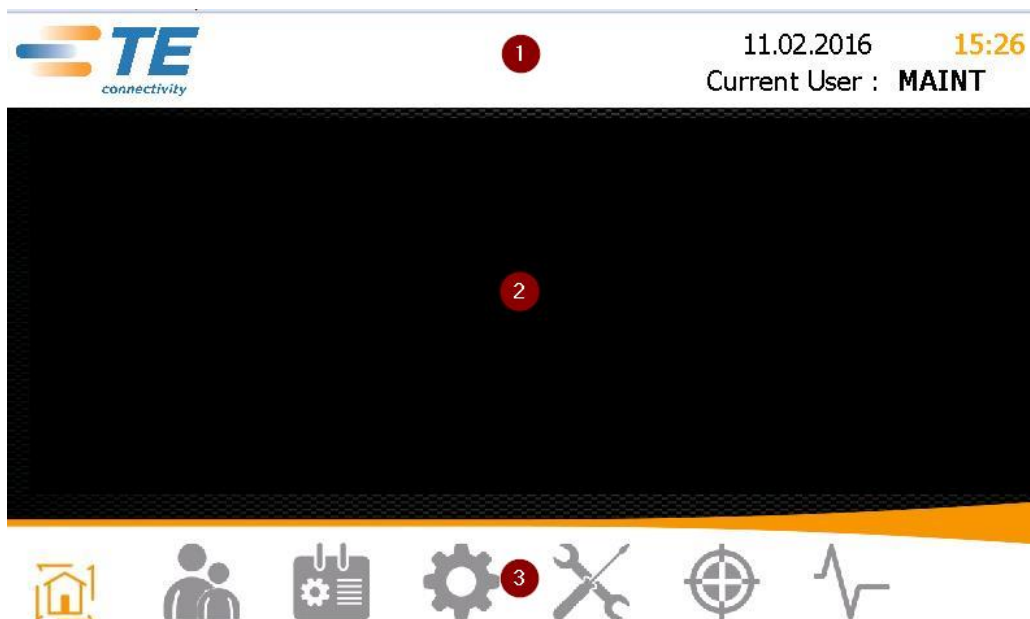 TE
connectivity
1
11.02.2016 15:26
Current User : MAINT
2
3